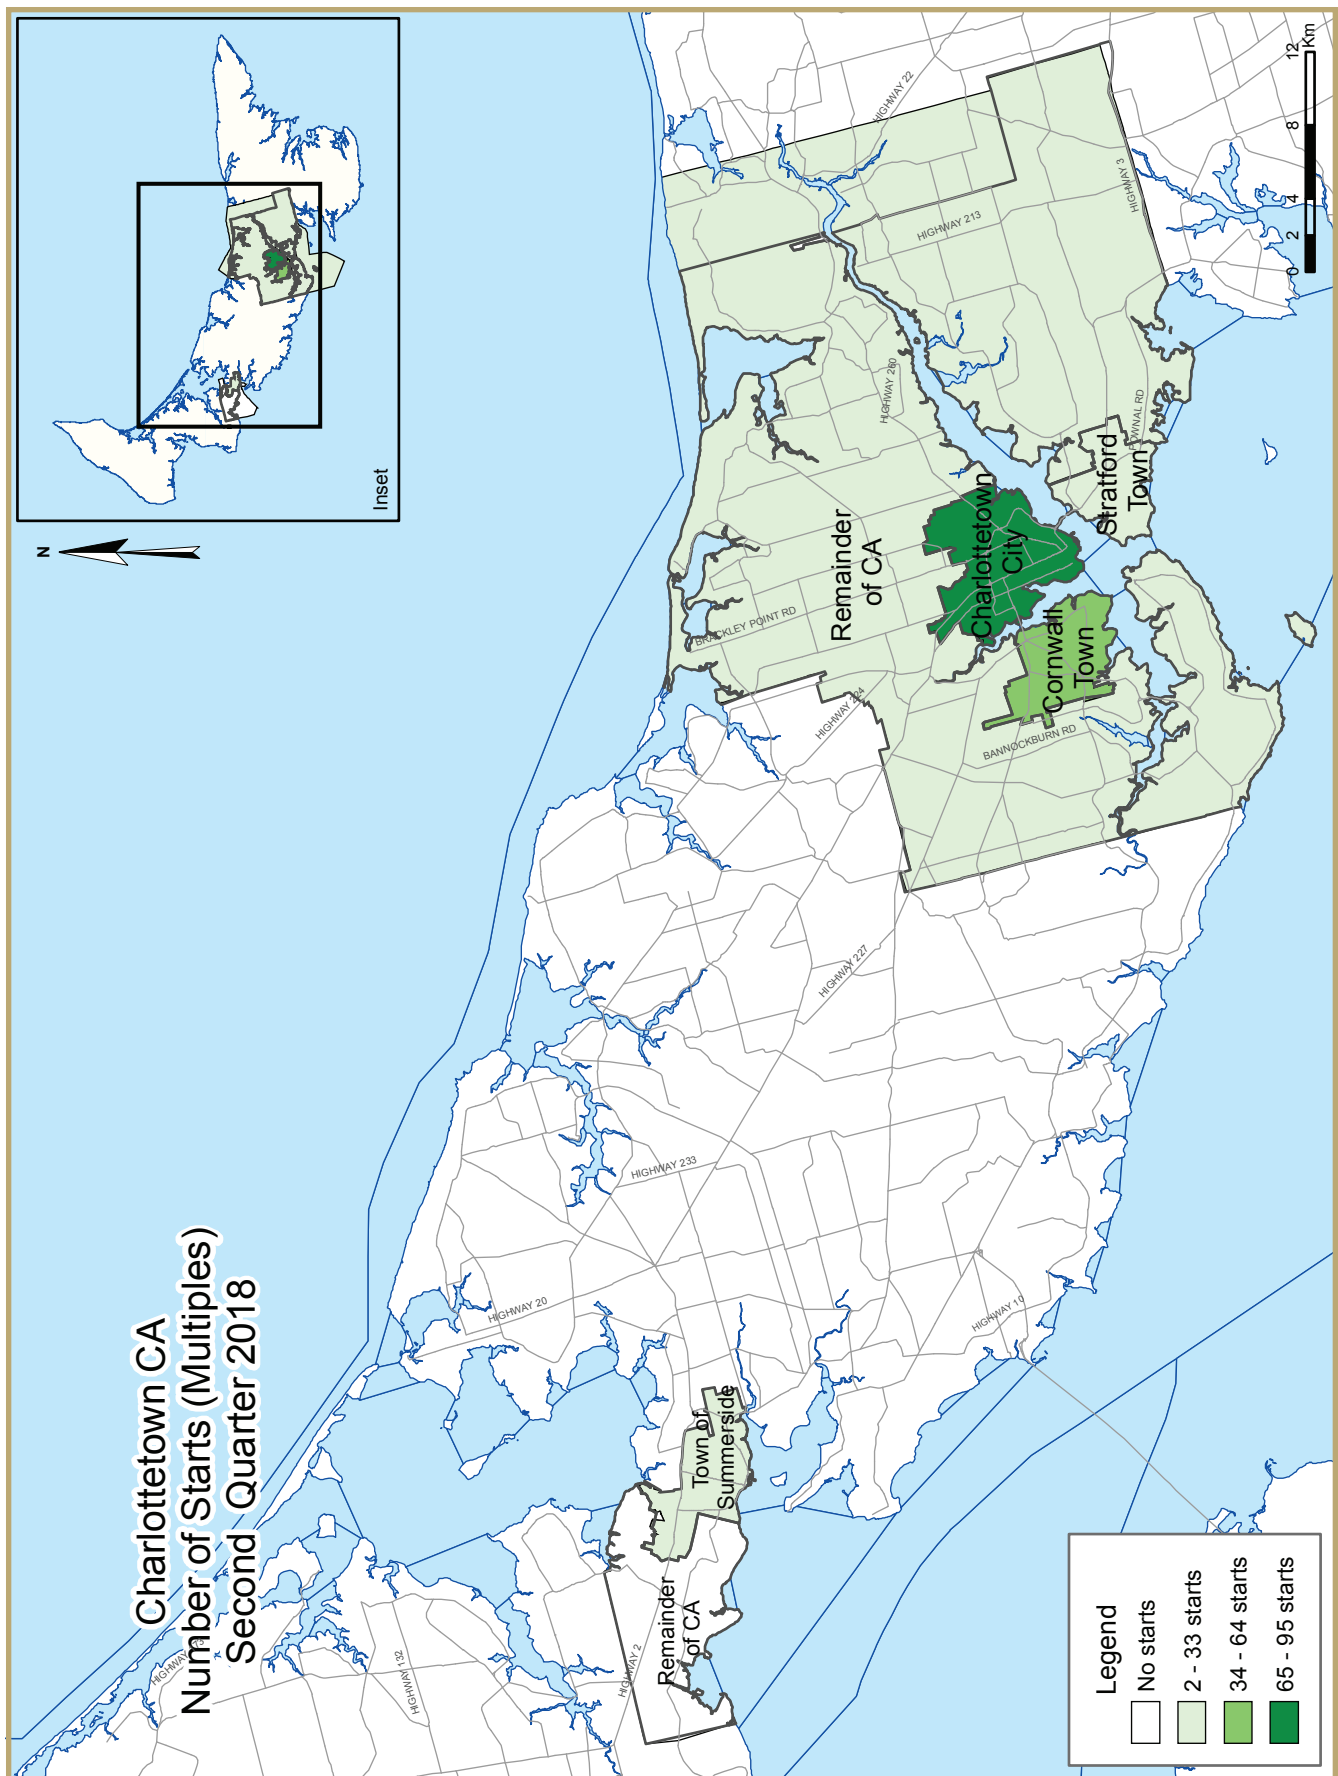 Charlottetown CA
Number of Starts (Multiples)
Second Quarter 2018
N
Inset
HIGHWAY 132
HIGHWAY 2
HIGHWAY 20
HIGHWAY 233
HIGHWAY 10
HIGHWAY 227
HIGHWAY 224
BRACKLEY POINT RD
BANNOCKBURN RD
HIGHWAY 260
HIGHWAY 213
HIGHWAY 22
HIGHWAY 3
Remainder
of CA
Town of
Summerside
Remainder
of CA
Charlottetown
City
Cornwall
Town
Stratford
Town
Legend
No starts
2 - 33 starts
34 - 64 starts
65 - 95 starts
0 2 4 8 12
Km